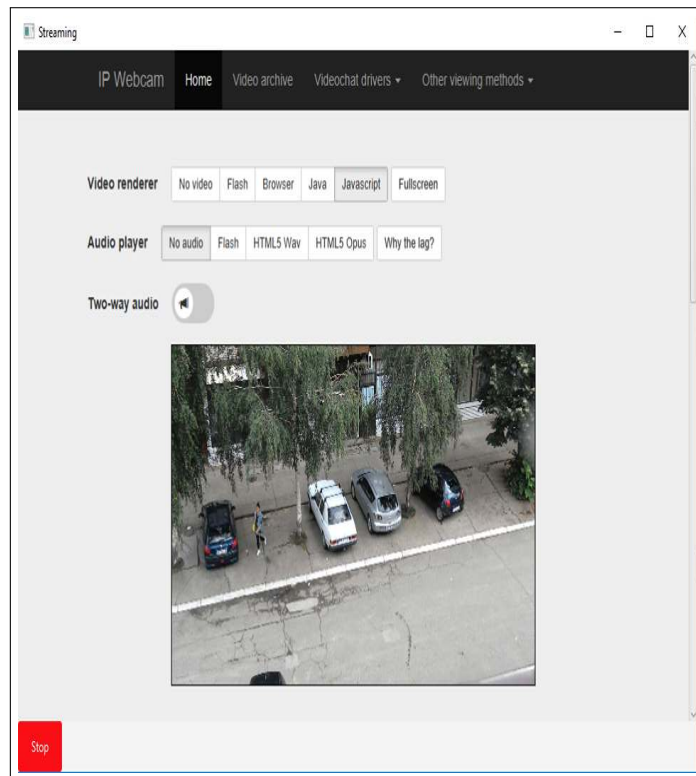 Streaming
IP Webcam Home Video archive Videochat drivers Other viewing methods
Video renderer No video Flash Browser Java Javascript Fullscreen
Audio player No audio Flash HTML5 Wav HTML5 Opus Why the lag?
Two-way audio
Stop